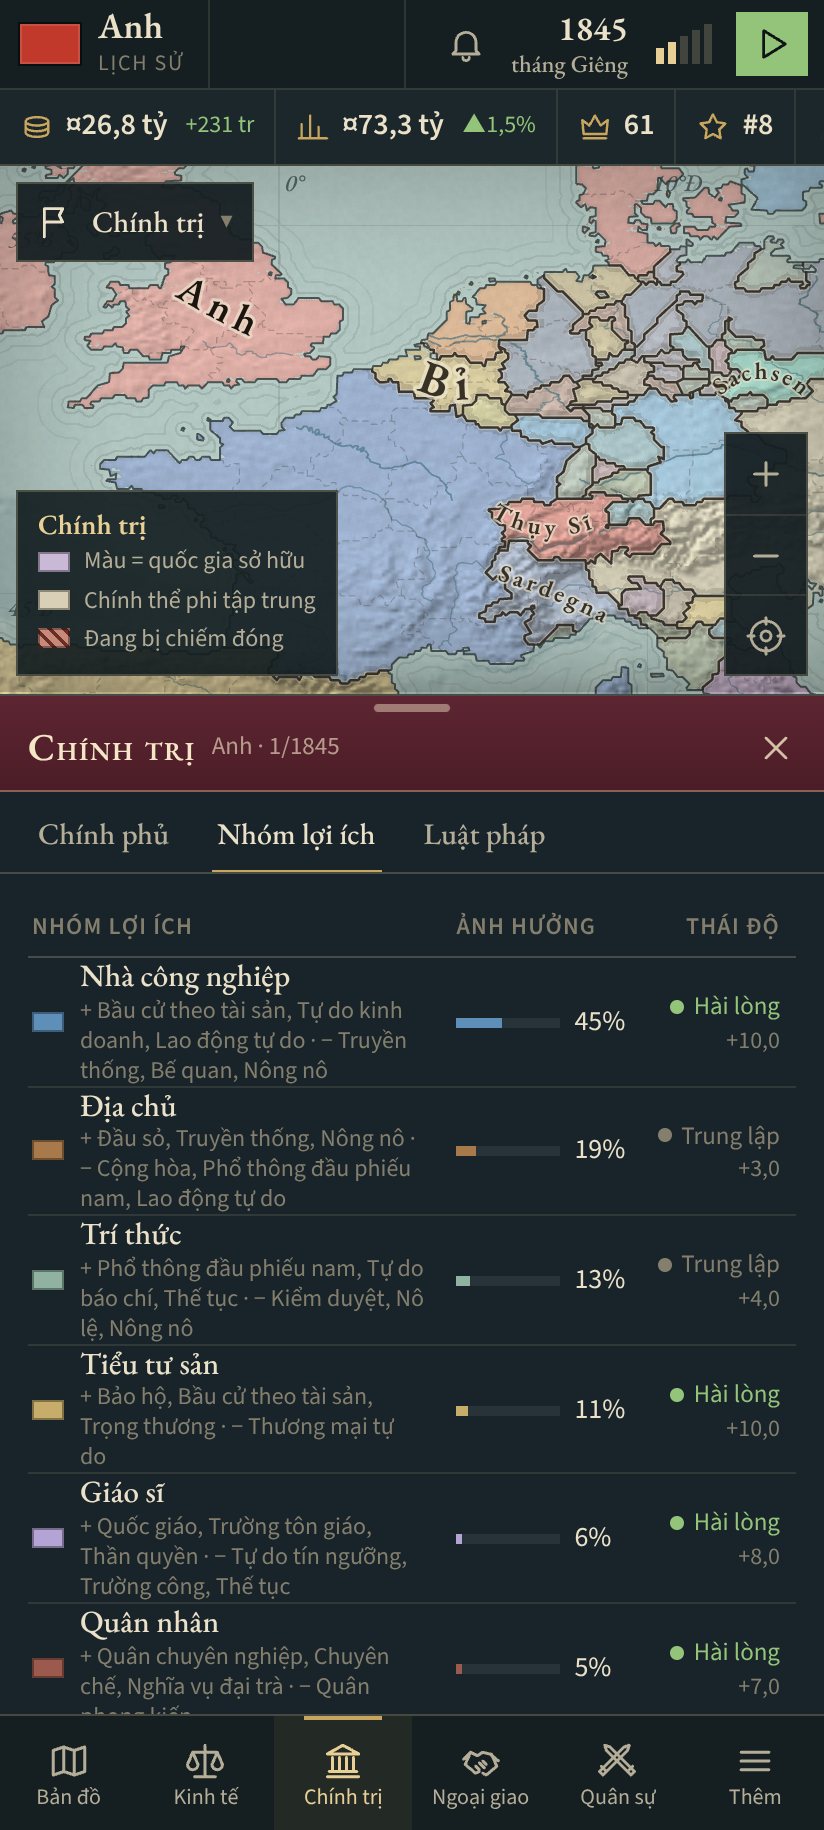 Anh
LỊCH SỬ
1845
tháng Giêng
¤26,8 tỷ +231 tr
¤73,3 tỷ ▲1,5%
61
#8
0°
10°D
Chính trị ▼
Anh
Bỉ
Sachsen
Thụy Sĩ
Sardegna
Chính trị
Màu = quốc gia sở hữu
Chính thể phi tập trung
Đang bị chiếm đóng
CHÍNH TRỊ Anh · 1/1845
Chính phủ Nhóm lợi ích Luật pháp
NHÓM LỢI ÍCH ẢNH HƯỞNG THÁI ĐỘ
Nhà công nghiệp
+ Bầu cử theo tài sản, Tự do kinh
doanh, Lao động tự do · − Truyền
thống, Bế quan, Nông nô
45%
Hài lòng
+10,0
Địa chủ
+ Đầu sỏ, Truyền thống, Nông nô ·
− Cộng hòa, Phổ thông đầu phiếu
nam, Lao động tự do
19%
Trung lập
+3,0
Trí thức
+ Phổ thông đầu phiếu nam, Tự do
báo chí, Thế tục · − Kiểm duyệt, Nô
lệ, Nông nô
13%
Trung lập
+4,0
Tiểu tư sản
+ Bảo hộ, Bầu cử theo tài sản,
Trọng thương · − Thương mại tự
do
11%
Hài lòng
+10,0
Giáo sĩ
+ Quốc giáo, Trường tôn giáo,
Thần quyền · − Tự do tín ngưỡng,
Trường công, Thế tục
6%
Hài lòng
+8,0
Quân nhân
+ Quân chuyên nghiệp, Chuyên
chế, Nghĩa vụ đại trà · − Quân
phong kiến
5%
Hài lòng
+7,0
Bản đồ Kinh tế Chính trị Ngoại giao Quân sự Thêm